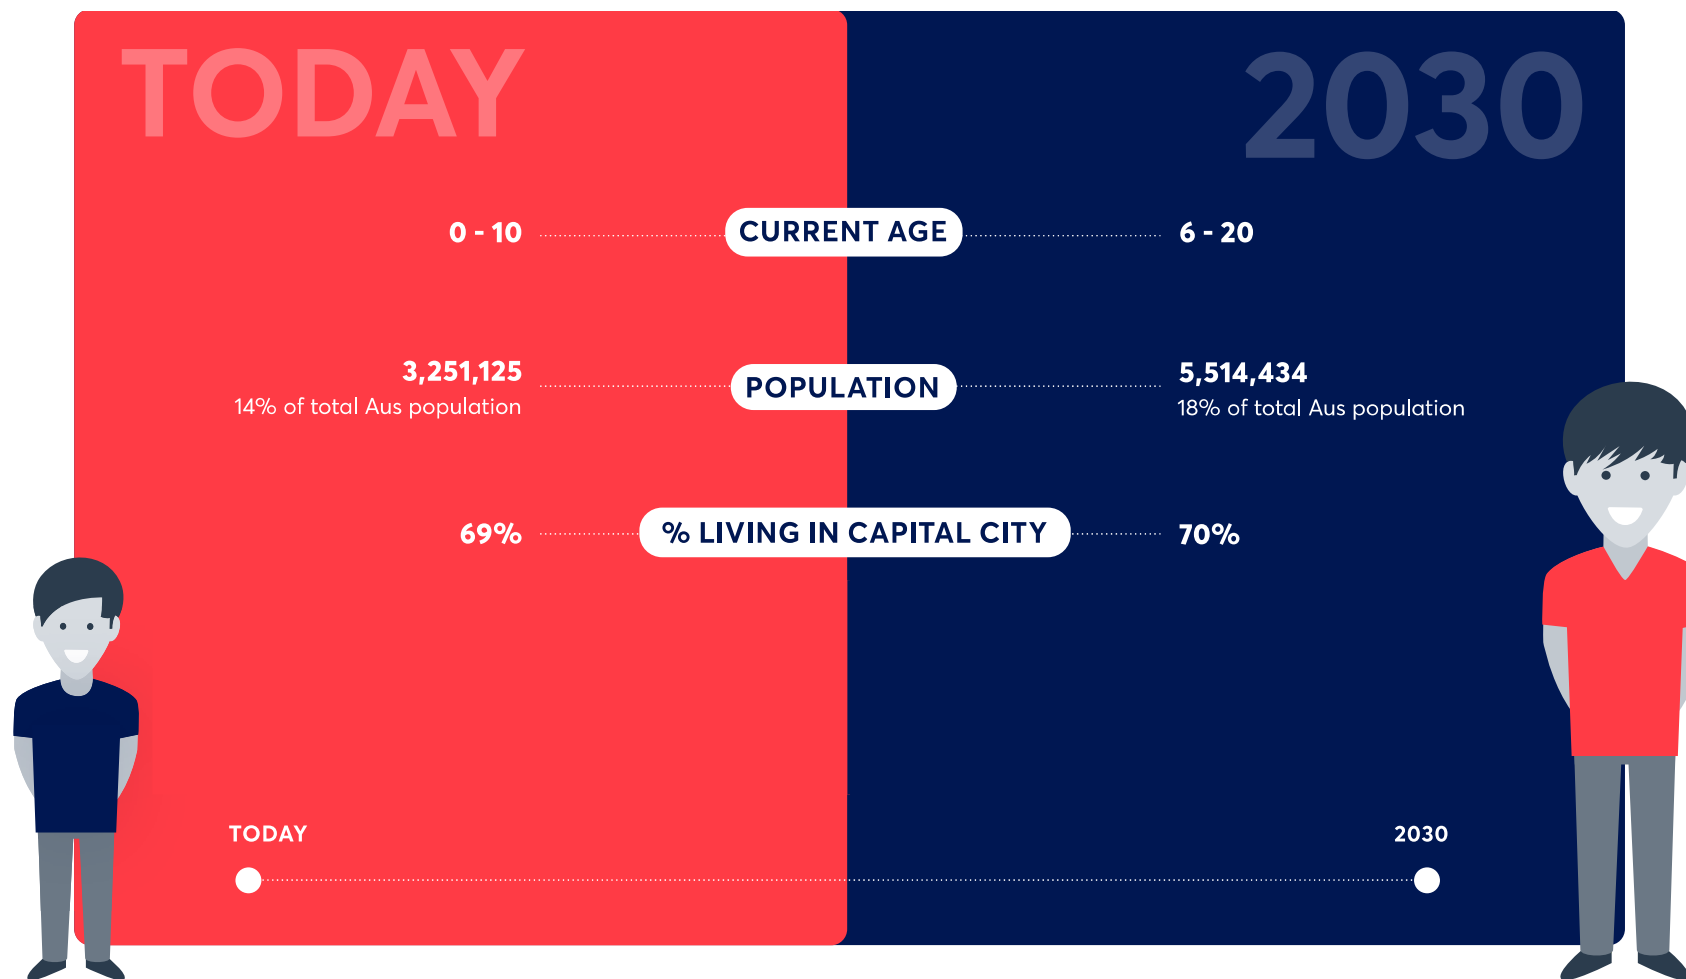 TODAY
2030
0 - 10
CURRENT AGE
6 - 20
3,251,125
14% of total Aus population
POPULATION
5,514,434
18% of total Aus population
69%
% LIVING IN CAPITAL CITY
70%
TODAY
2030